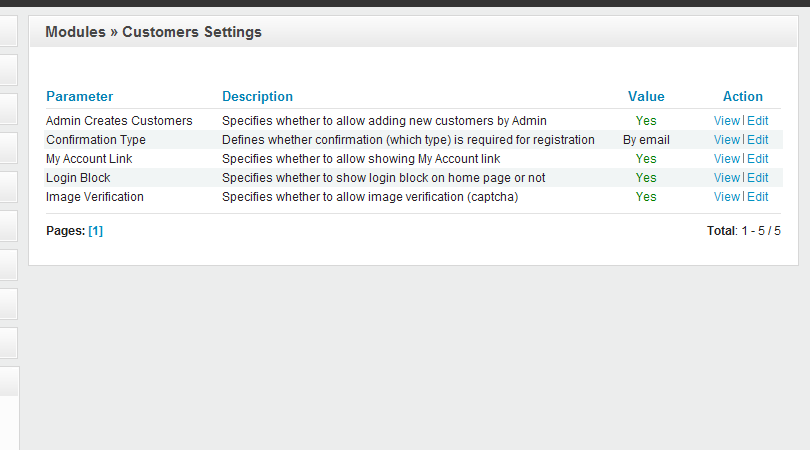 Modules » Customers Settings
Parameter Description Value Action
Admin Creates Customers Specifies whether to allow adding new customers by Admin Yes View | Edit
Confirmation Type Defines whether confirmation (which type) is required for registration By email View | Edit
My Account Link Specifies whether to allow showing My Account link Yes View | Edit
Login Block Specifies whether to show login block on home page or not Yes View | Edit
Image Verification Specifies whether to allow image verification (captcha) Yes View | Edit
Pages: [1] Total: 1 - 5 / 5